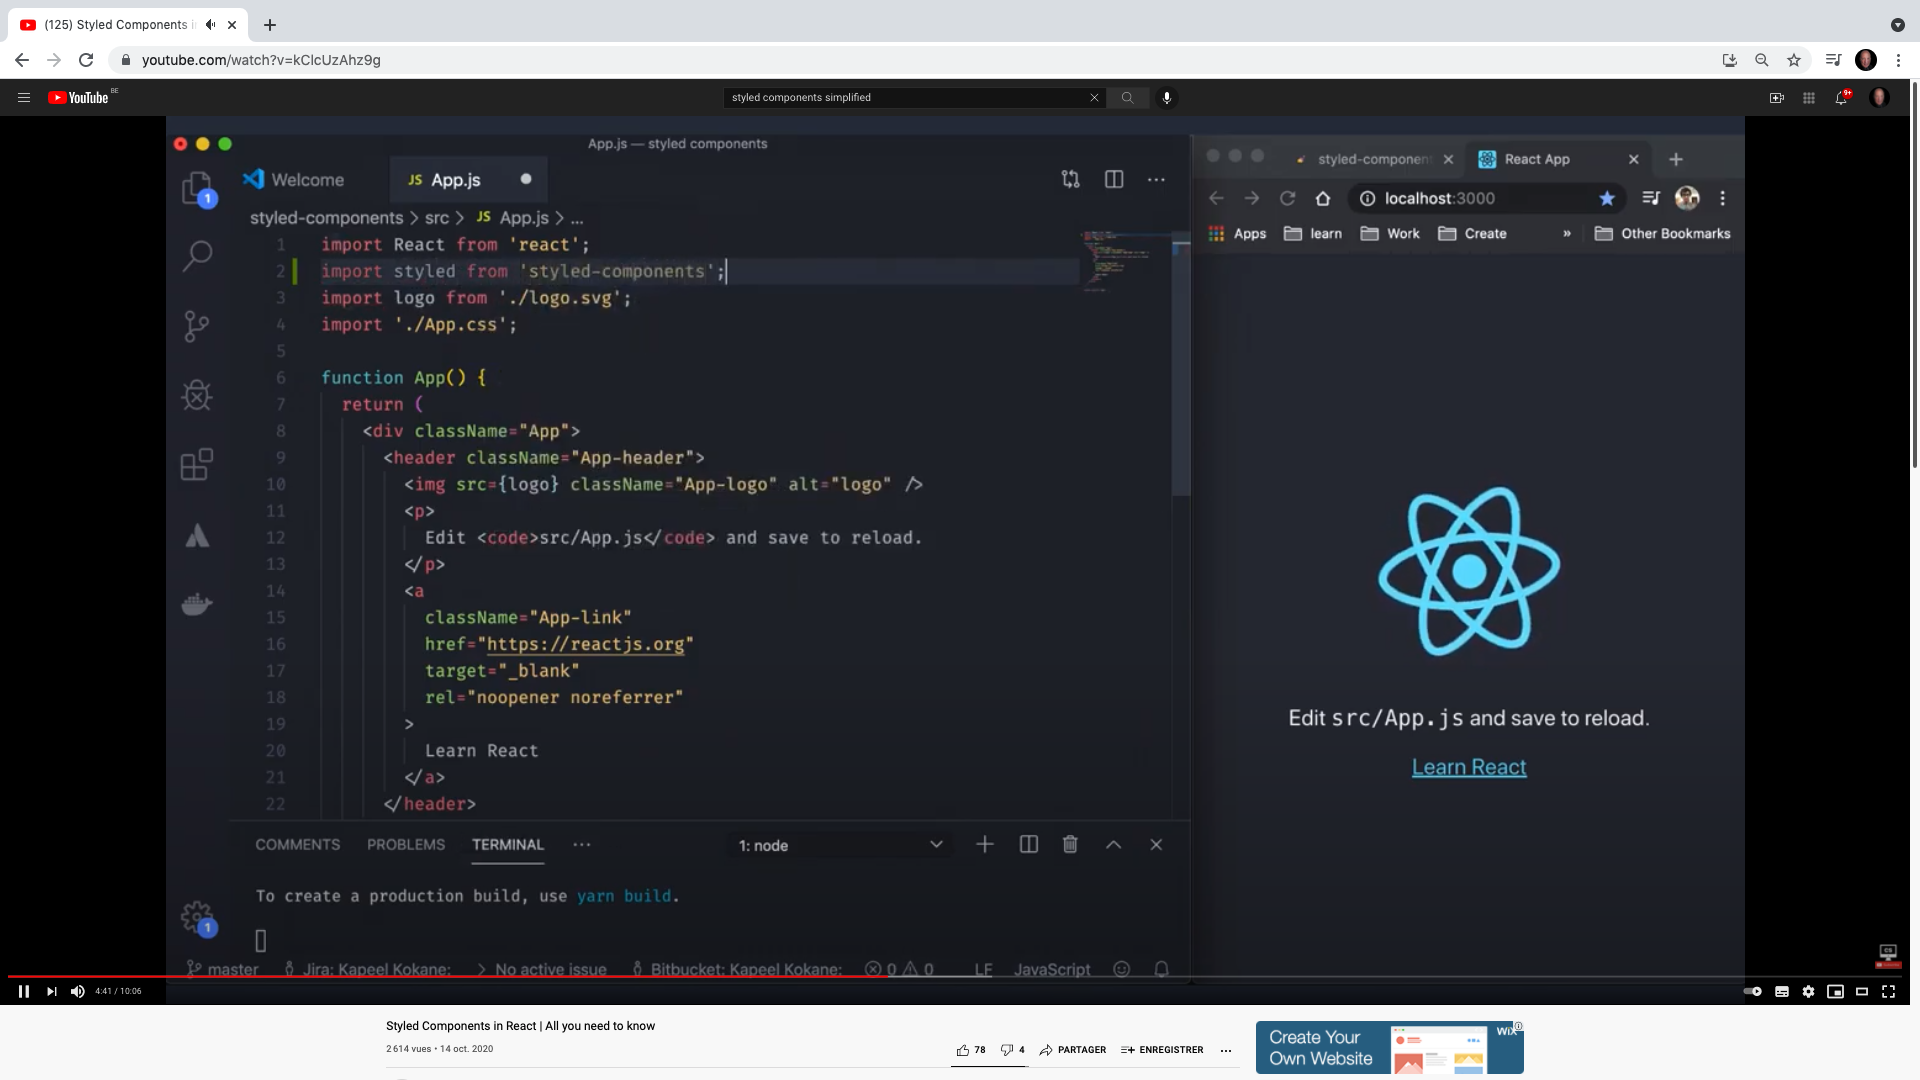 (125) Styled Components i
youtube.com/watch?v=kClcUzAhz9g
YouTube BE
styled components simplified
9+
App.js — styled components
Welcome
JS App.js
styled-components > src > JS App.js > ...
1 import React from 'react';
2 import styled from 'styled-components';
3 import logo from './logo.svg';
4 import './App.css';
5
6 function App() {
7 return (
8 <div className="App">
9 <header className="App-header">
10 <img src={logo} className="App-logo" alt="logo" />
11 <p>
12 Edit <code>src/App.js</code> and save to reload.
13 </p>
14 <a
15 className="App-link"
16 href="https://reactjs.org"
17 target="_blank"
18 rel="noopener noreferrer"
19 >
20 Learn React
21 </a>
22 </header>
1
1
COMMENTS PROBLEMS TERMINAL ... 1: node
To create a production build, use yarn build.
master Jira: Kapeel Kokane: > No active issue Bitbucket: Kapeel Kokane: 0 0 LF JavaScript
styled-component React App
localhost:3000
Apps learn Work Create » Other Bookmarks
Edit src/App.js and save to reload.
Learn React
4:41 / 10:06
Styled Components in React | All you need to know
2 614 vues • 14 oct. 2020
78 4 PARTAGER ENREGISTRER ...
Create Your
Own Website
WiX